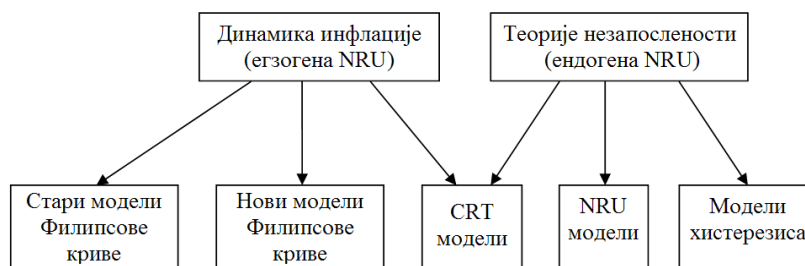 Динамика инфлације
(егзогена NRU)
Теорије незапослености
(ендогена NRU)
Стари модели
Филипсове
криве
Нови модели
Филипсове
криве
CRT
модели
NRU
модели
Модели
хистерезиса